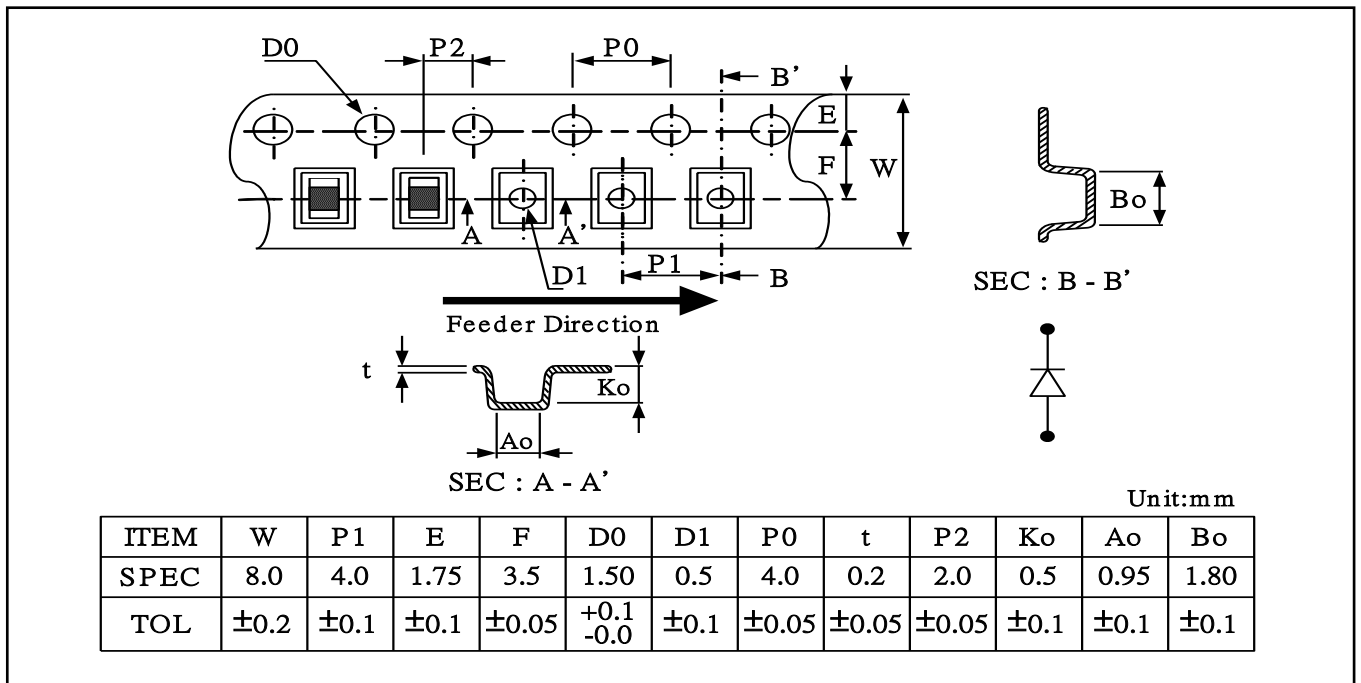 D0
P2
P0
B’
E
F
W
A
A’
D1
P1
B
Bo
Feeder Direction
SEC : B - B’
t
Ko
Ao
SEC : A - A’
Unit:mm
ITEM W P1 E F D0 D1 P0 t P2 Ko Ao Bo
SPEC 8.0 4.0 1.75 3.5 1.50 0.5 4.0 0.2 2.0 0.5 0.95 1.80
TOL ±0.2 ±0.1 ±0.1 ±0.05 +0.1 -0.0 ±0.1 ±0.05 ±0.05 ±0.05 ±0.1 ±0.1 ±0.1